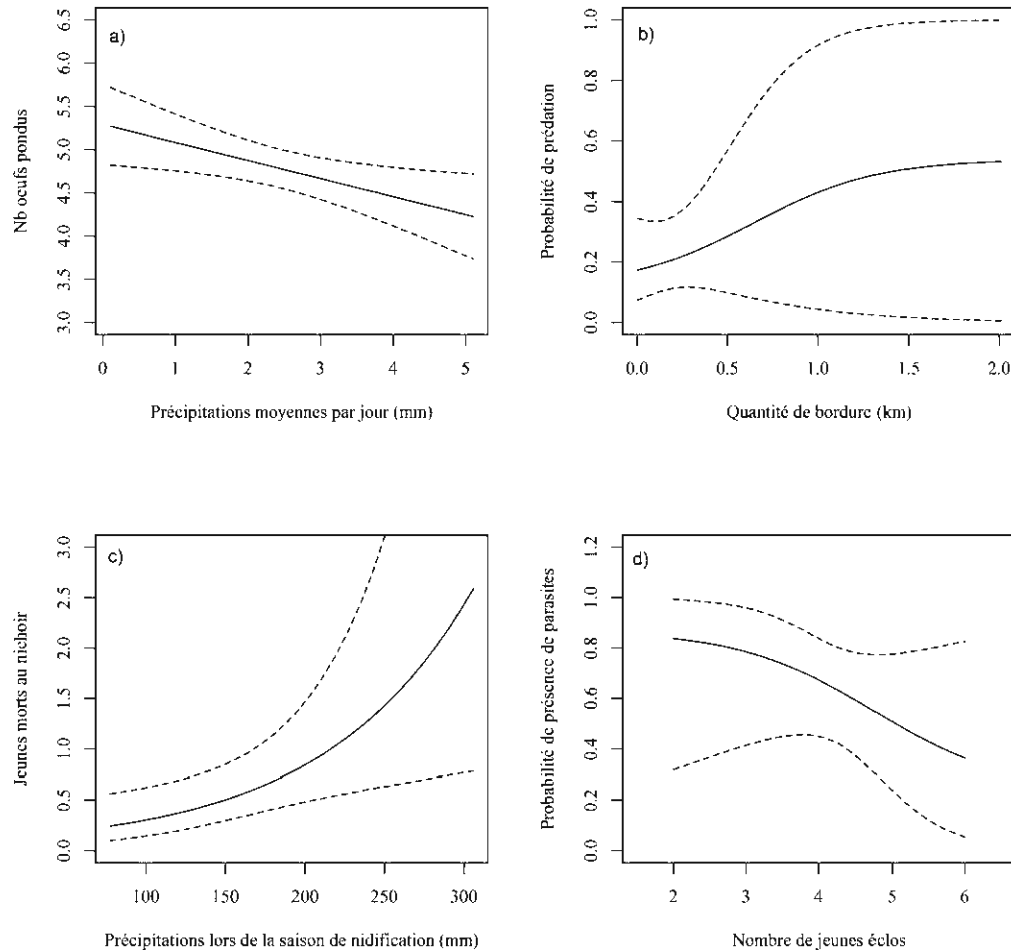 a)
Nb oeufs pondus
6.5
6.0
5.5
5.0
4.5
4.0
3.5
3.0
0 1 2 3 4 5
Précipitations moyennes par jour (mm)
b)
Probabilité de prédation
1.0
0.8
0.6
0.4
0.2
0.0
0.0 0.5 1.0 1.5 2.0
Quantité de bordure (km)
c)
Jeunes morts au nichoir
3.0
2.5
2.0
1.5
1.0
0.5
0.0
100 150 200 250 300
Précipitations lors de la saison de nidification (mm)
d)
Probabilité de présence de parasites
1.2
1.0
0.8
0.6
0.4
0.2
0.0
2 3 4 5 6
Nombre de jeunes éclos